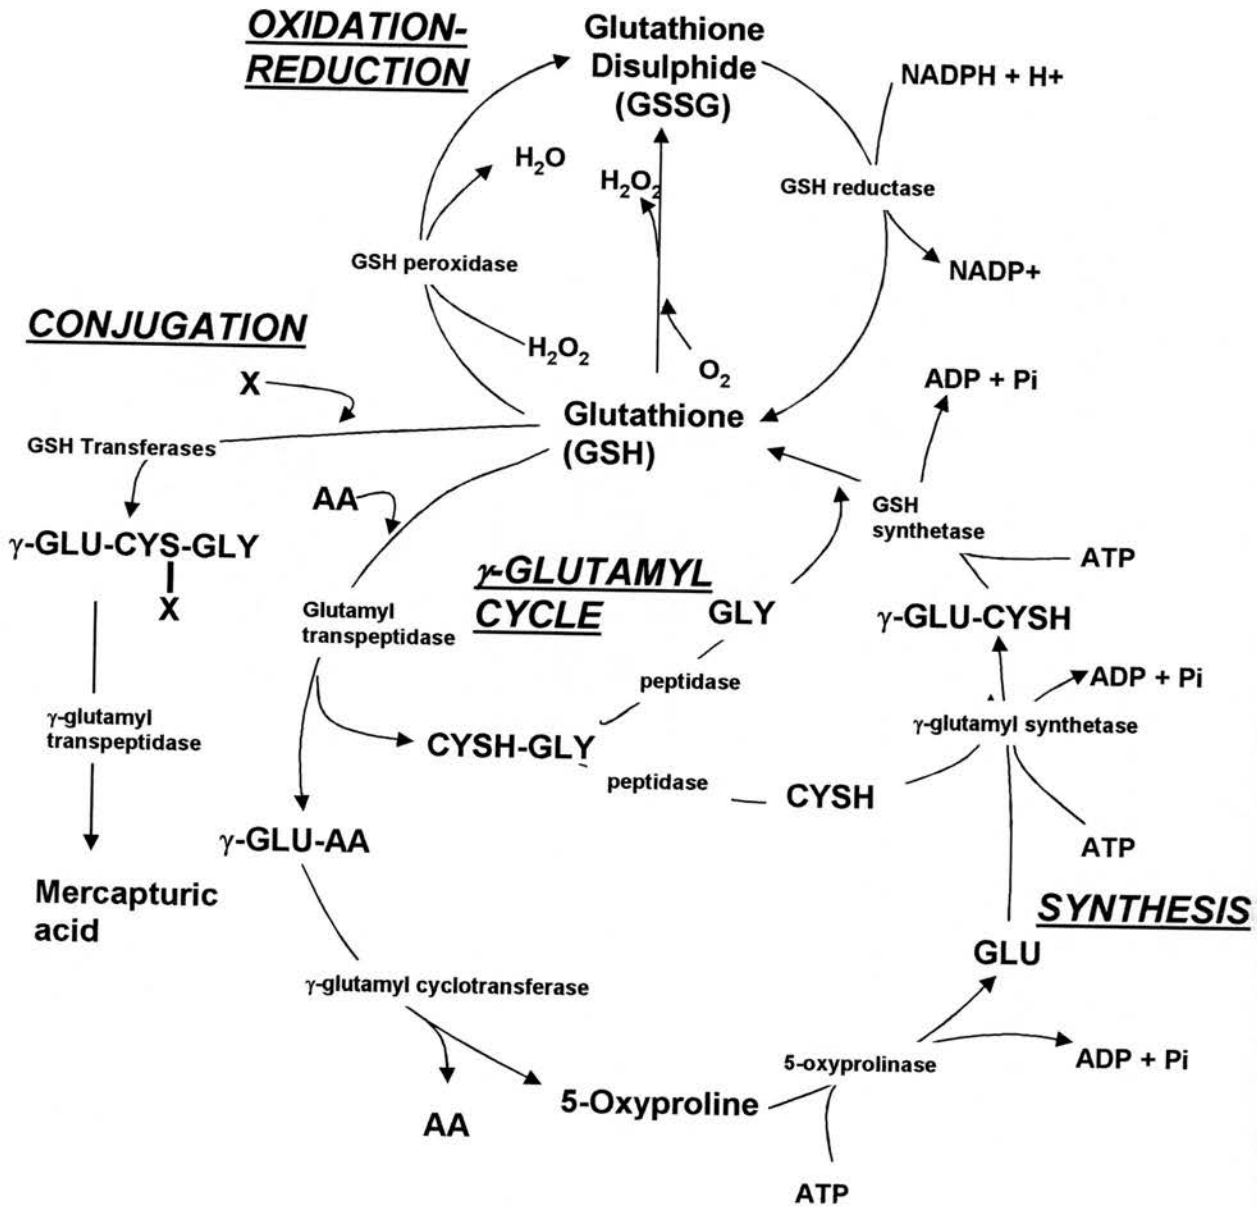 OXIDATION-
REDUCTION
Glutathione
Disulphide
(GSSG)
NADPH + H+
H₂O
H₂O₂
GSH reductase
GSH peroxidase
NADP+
CONJUGATION
H₂O₂
O₂
X
ADP + Pi
Glutathione
(GSH)
GSH Transferases
AA
GSH
synthetase
γ-GLU-CYS-GLY
X
ATP
γ-GLUTAMYL
CYCLE
GLY
γ-GLU-CYSH
Glutamyl
transpeptidase
peptidase
ADP + Pi
γ-glutamyl
transpeptidase
γ-glutamyl synthetase
CYSH-GLY
peptidase
CYSH
γ-GLU-AA
ATP
Mercapturic
acid
SYNTHESIS
GLU
γ-glutamyl cyclotransferase
5-oxyprolinase
ADP + Pi
5-Oxyproline
AA
ATP